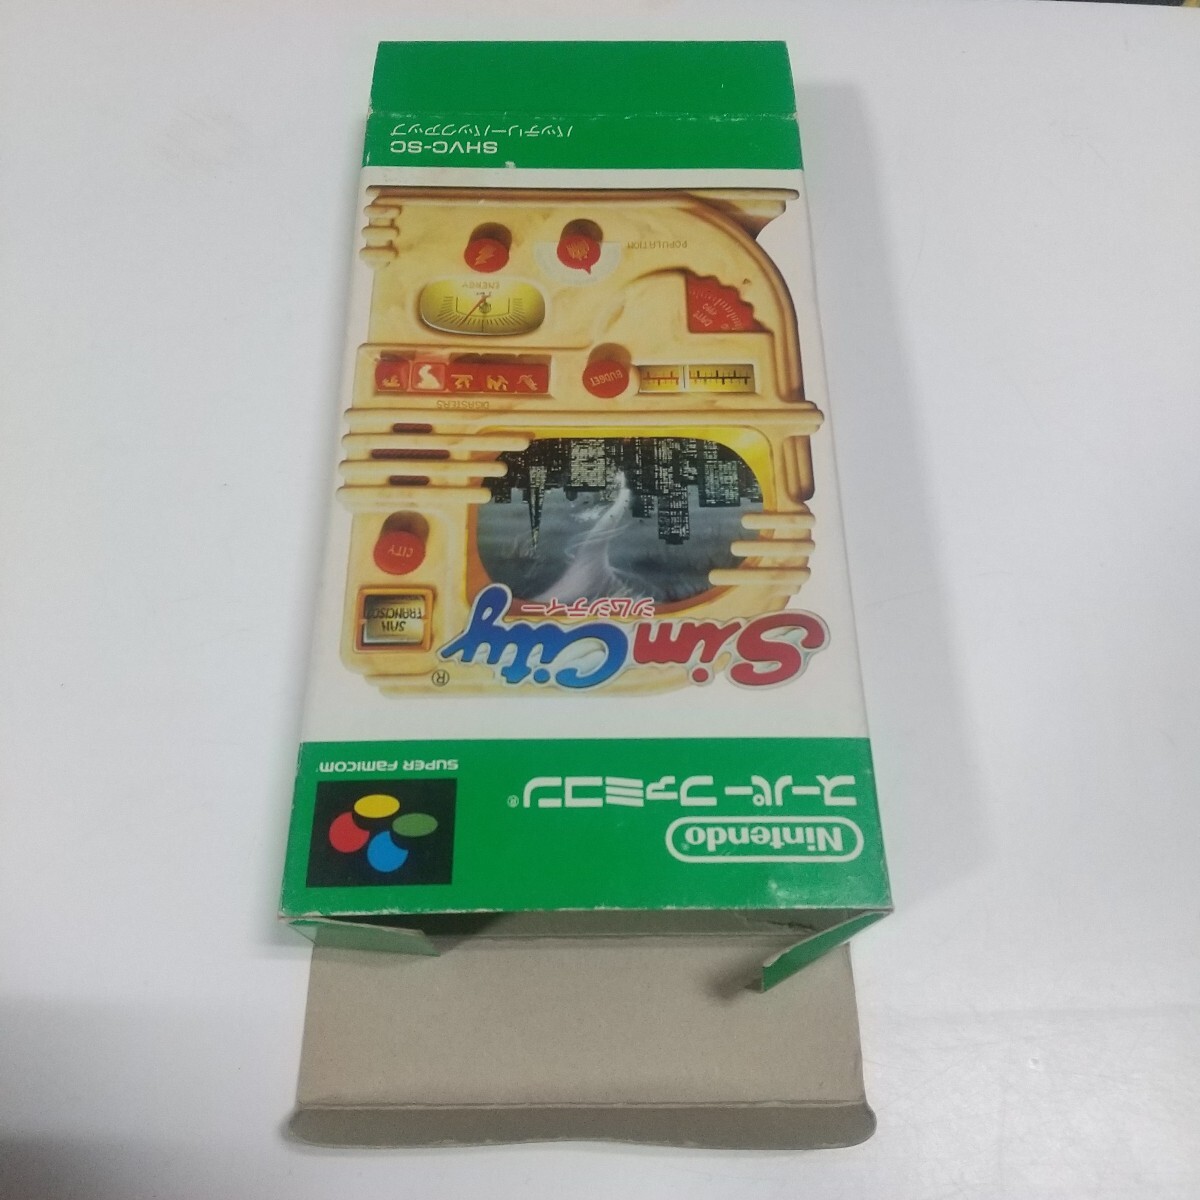 Nintendo®
スーパーファミコン®
SUPER FAMICOM™
SimCity®
シムシティー
SAN
FRANCISCO
CITY
DISASTERS
BUDGET
DATE
ENERGY
POPULATION
SHVC-SC
バッテリーバックアップ